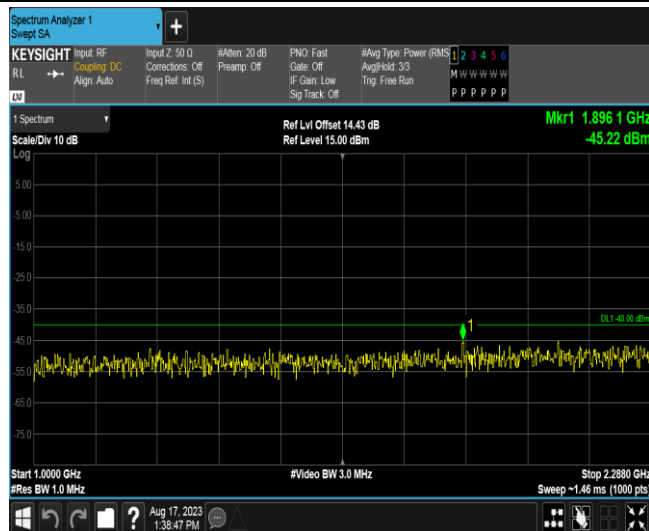 Spectrum Analyzer 1
Swept SA
+
KEYSIGHT
RL
LXI
Input: RF
Coupling: DC
Align: Auto
Input Z: 50 Ω
Corrections: Off
Freq Ref: Int (S)
#Atten: 20 dB
Preamp: Off
PNO: Fast
Gate: Off
IF Gain: Low
Sig Track: Off
#Avg Type: Power (RMS
Avg|Hold: 3/3
Trig: Free Run
1 2 3 4 5 6
M W W W W W
P P P P P P
1 Spectrum
Scale/Div 10 dB
Log
Ref Lvl Offset 14.43 dB
Ref Level 15.00 dBm
Mkr1 1.896 1 GHz
-45.22 dBm
5.00
-5.00
-15.0
-25.0
-35.0
-45.0
-55.0
-65.0
-75.0
1
DL1 -40.00 dBm
Start 1.0000 GHz
#Res BW 1.0 MHz
#Video BW 3.0 MHz
Stop 2.2880 GHz
Sweep ~1.46 ms (1000 pts)
?
Aug 17, 2023
1:38:47 PM